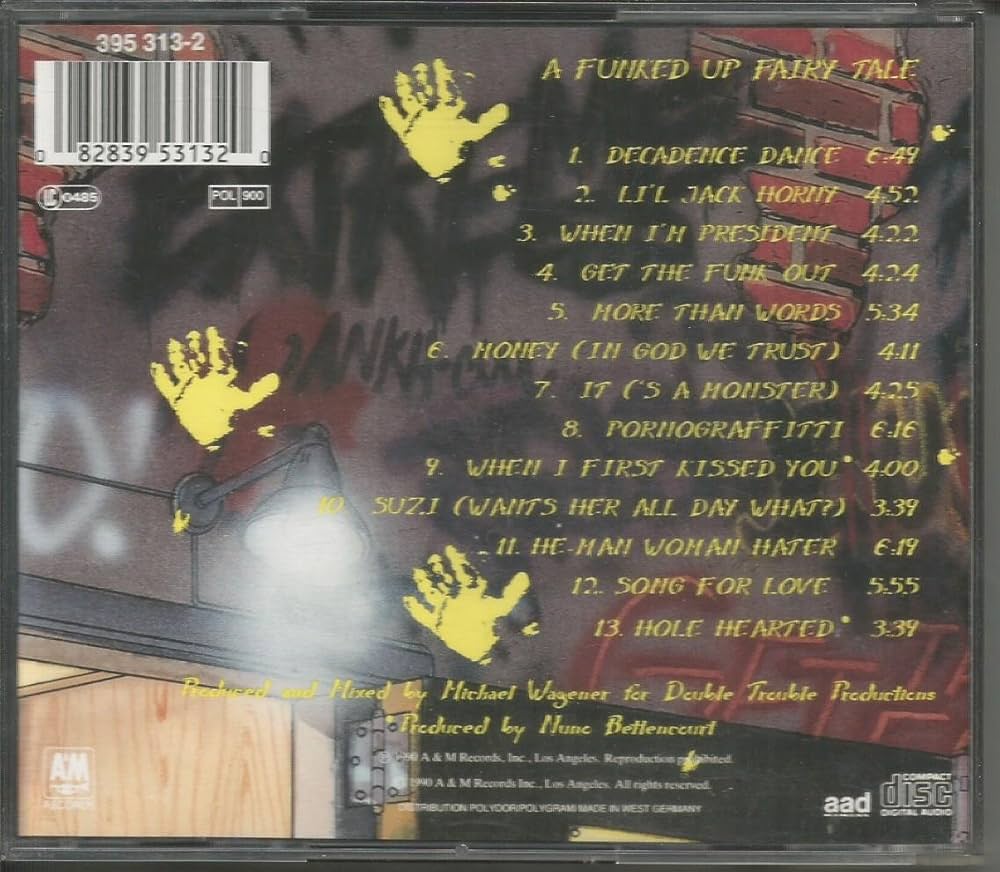 395 313-2
0 82839 53132 0
LC 0485
POL 900
A FUNKED UP FAIRY TALE
1. DECADENCE DANCE 6:49
2. LI'L JACK HORNY 4:52
3. WHEN I'M PRESIDENT 4:22
4. GET THE FUNK OUT 4:24
5. MORE THAN WORDS 5:34
6. MONEY (IN GOD WE TRUST) 4:11
7. IT ('S A MONSTER) 4:25
8. PORNOGRAFFITTI 6:16
9. WHEN I FIRST KISSED YOU* 4:00
10 SUZI (WANTS HER ALL DAY WHAT?) 3:39
11. HE-MAN WOMAN HATER 6:19
12. SONG FOR LOVE 5:55
13. HOLE HEARTED* 3:39
Produced and Mixed by Michael Wagener for Double Trouble Productions
*Produced by Nuno Bettencourt
℗ 1990 A & M Records, Inc., Los Angeles. Reproduction prohibited.
© 1990 A & M Records Inc., Los Angeles. All rights reserved.
DISTRIBUTION POLYDOR/POLYGRAM MADE IN WEST GERMANY
A&M
RECORDS
aad
COMPACT
disc
DIGITAL AUDIO